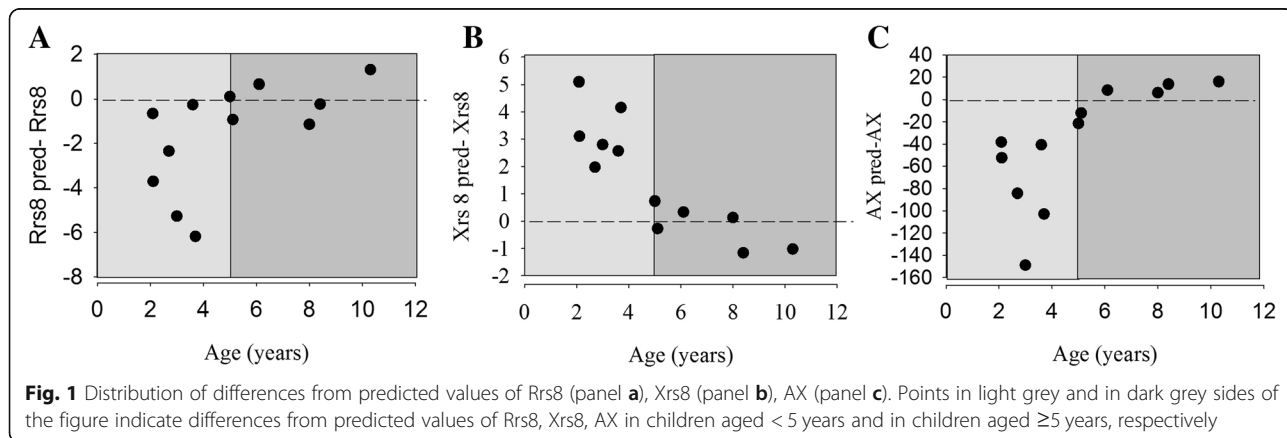 A
B
C
Rrs8 pred- Rrs8
2
0
-2
-4
-6
-8
0 2 4 6 8 10 12
Age (years)
Xrs 8 pred- Xrs8
6
5
4
3
2
1
0
-1
-2
0 2 4 6 8 10 12
Age (years)
AX pred-AX
40
20
0
-20
-40
-60
-80
-100
-120
-140
-160
0 2 4 6 8 10 12
Age (years)
Fig. 1 Distribution of differences from predicted values of Rrs8 (panel a), Xrs8 (panel b), AX (panel c). Points in light grey and in dark grey sides of
the figure indicate differences from predicted values of Rrs8, Xrs8, AX in children aged < 5 years and in children aged ≥5 years, respectively